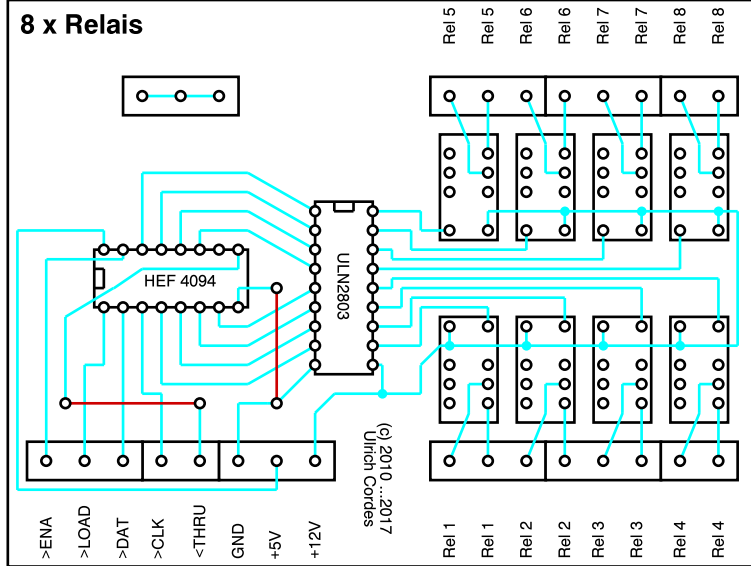 8 x Relais
Rel 5
Rel 5
Rel 6
Rel 6
Rel 7
Rel 7
Rel 8
Rel 8
HEF 4094
ULN2803
(c) 2010 ...2017
Ulrich Cordes
>ENA
>LOAD
>DAT
>CLK
<THRU
GND
+5V
+12V
Rel 1
Rel 1
Rel 2
Rel 2
Rel 3
Rel 3
Rel 4
Rel 4